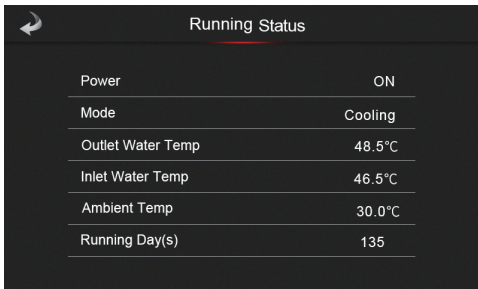 Running Status
Power ON
Mode Cooling
Outlet Water Temp 48.5℃
Inlet Water Temp 46.5℃
Ambient Temp 30.0℃
Running Day(s) 135